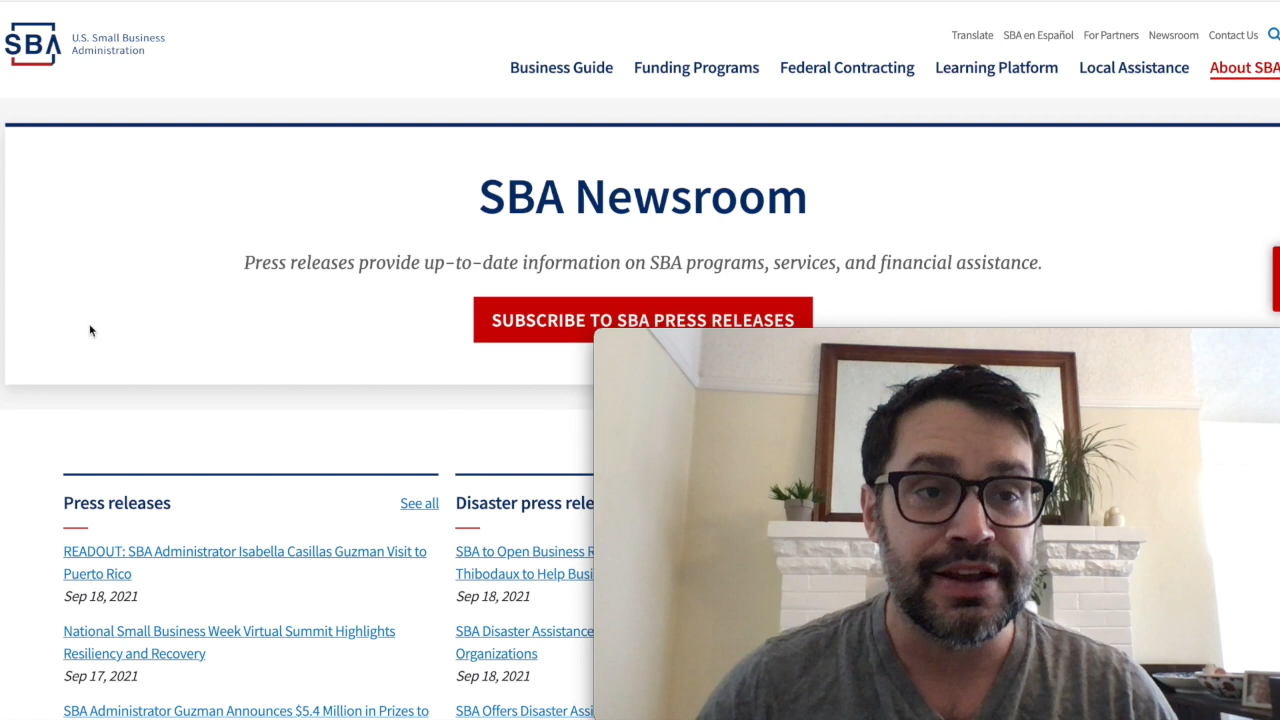 SBA
U.S. Small Business
Administration
Translate SBA en Español For Partners Newsroom Contact Us
Business Guide Funding Programs Federal Contracting Learning Platform Local Assistance About SBA
SBA Newsroom
Press releases provide up-to-date information on SBA programs, services, and financial assistance.
SUBSCRIBE TO SBA PRESS RELEASES
Press releases
See all
READOUT: SBA Administrator Isabella Casillas Guzman Visit to
Puerto Rico
Sep 18, 2021
National Small Business Week Virtual Summit Highlights
Resiliency and Recovery
Sep 17, 2021
SBA Administrator Guzman Announces $5.4 Million in Prizes to
Disaster press rele
SBA to Open Business R
Thibodaux to Help Busi
Sep 18, 2021
SBA Disaster Assistance
Organizations
Sep 18, 2021
SBA Offers Disaster Assi